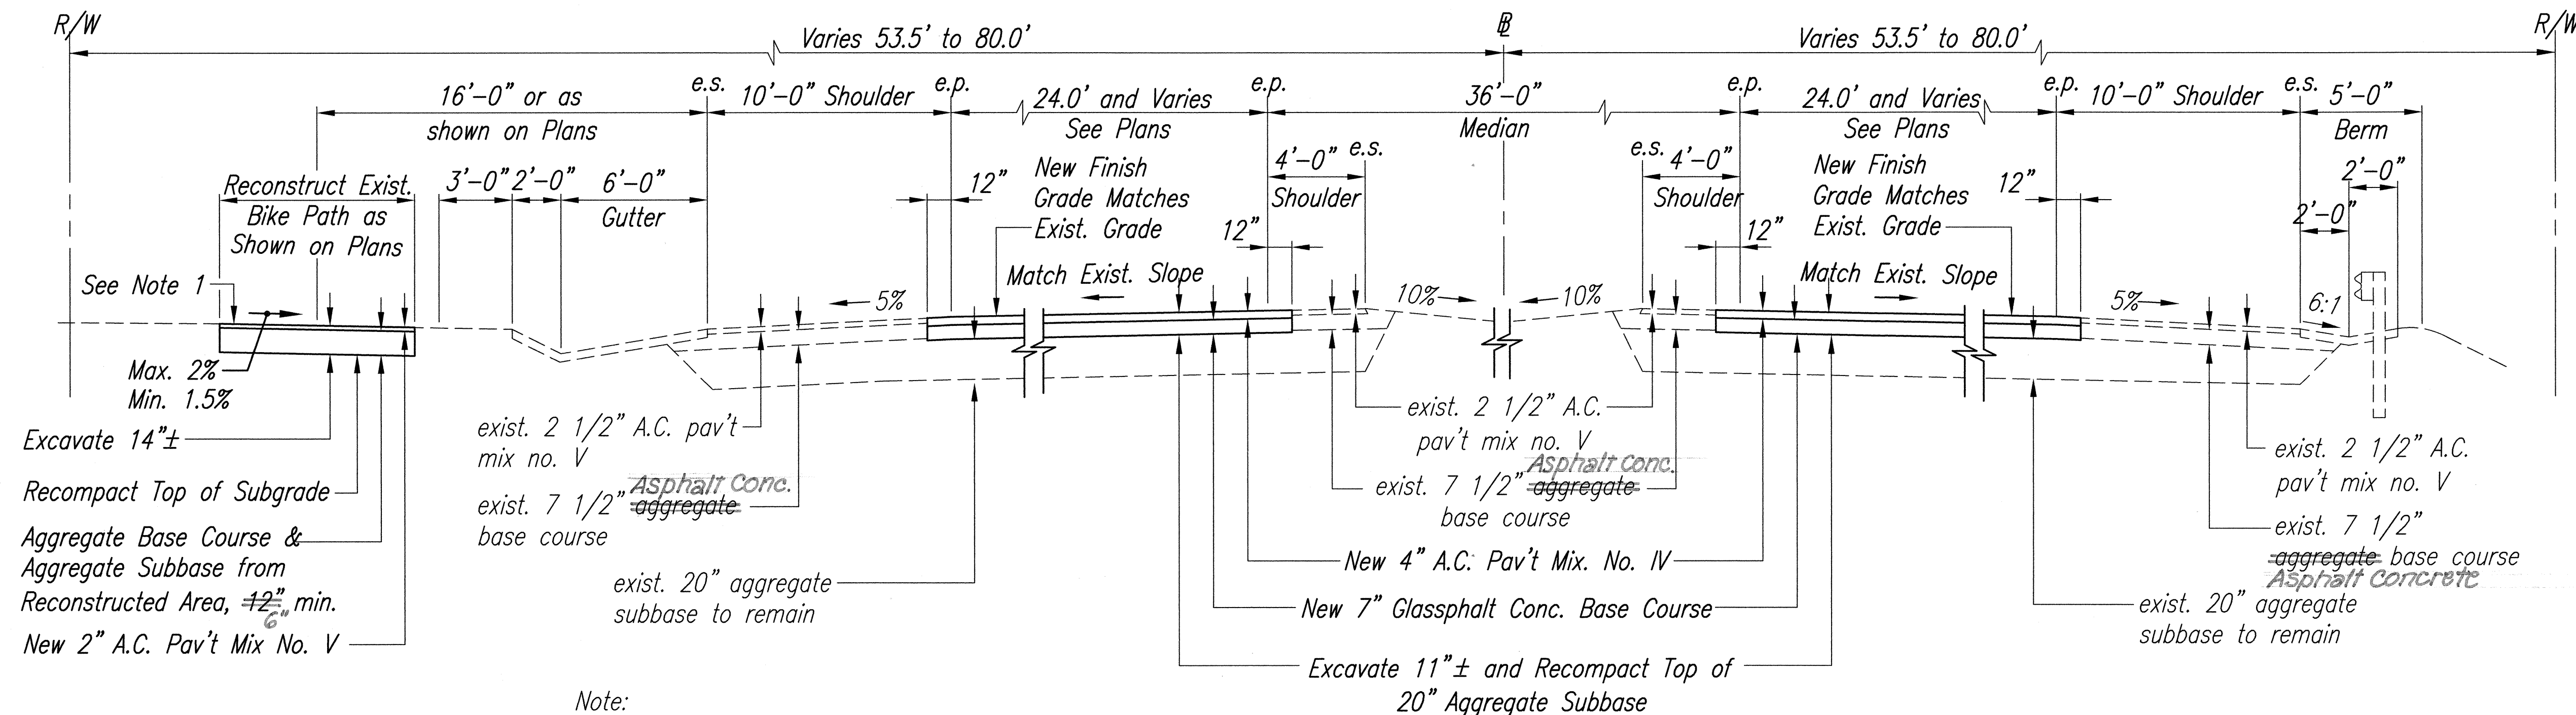 R/W
Varies 53.5' to 80.0'
B
Varies 53.5' to 80.0'
R/W
16'-0" or as
shown on Plans
e.s.
10'-0" Shoulder
e.p.
24.0' and Varies
See Plans
e.p.
36'-0"
Median
e.p.
24.0' and Varies
See Plans
e.p.
10'-0" Shoulder
e.s.
5'-0"
Berm
Reconstruct Exist.
Bike Path as
Shown on Plans
3'-0"
2'-0"
6'-0"
Gutter
12"
New Finish
Grade Matches
Exist. Grade
12"
4'-0"
Shoulder
e.s.
e.s.
4'-0"
Shoulder
12"
New Finish
Grade Matches
Exist. Grade
12"
2'-0"
2'-0"
See Note 1
5%
Match Exist. Slope
10%
10%
Match Exist. Slope
5%
6:1
Max. 2%
Min. 1.5%
Excavate 14"±
Recompact Top of Subgrade
Aggregate Base Course &
Aggregate Subbase from
Reconstructed Area, 12" min.
6"
New 2" A.C. Pav't Mix No. V
exist. 2 1/2" A.C. pav't
mix no. V
Asphalt Conc.
exist. 7 1/2" aggregate
base course
exist. 20" aggregate
subbase to remain
exist. 2 1/2" A.C.
pav't mix no. V
Asphalt Conc.
exist. 7 1/2" aggregate
base course
New 4" A.C. Pav't Mix. No. IV
New 7" Glassphalt Conc. Base Course
Excavate 11"± and Recompact Top of
20" Aggregate Subbase
exist. 2 1/2" A.C.
pav't mix no. V
exist. 7 1/2"
aggregate base course
Asphalt Concrete
exist. 20" aggregate
subbase to remain
Note: